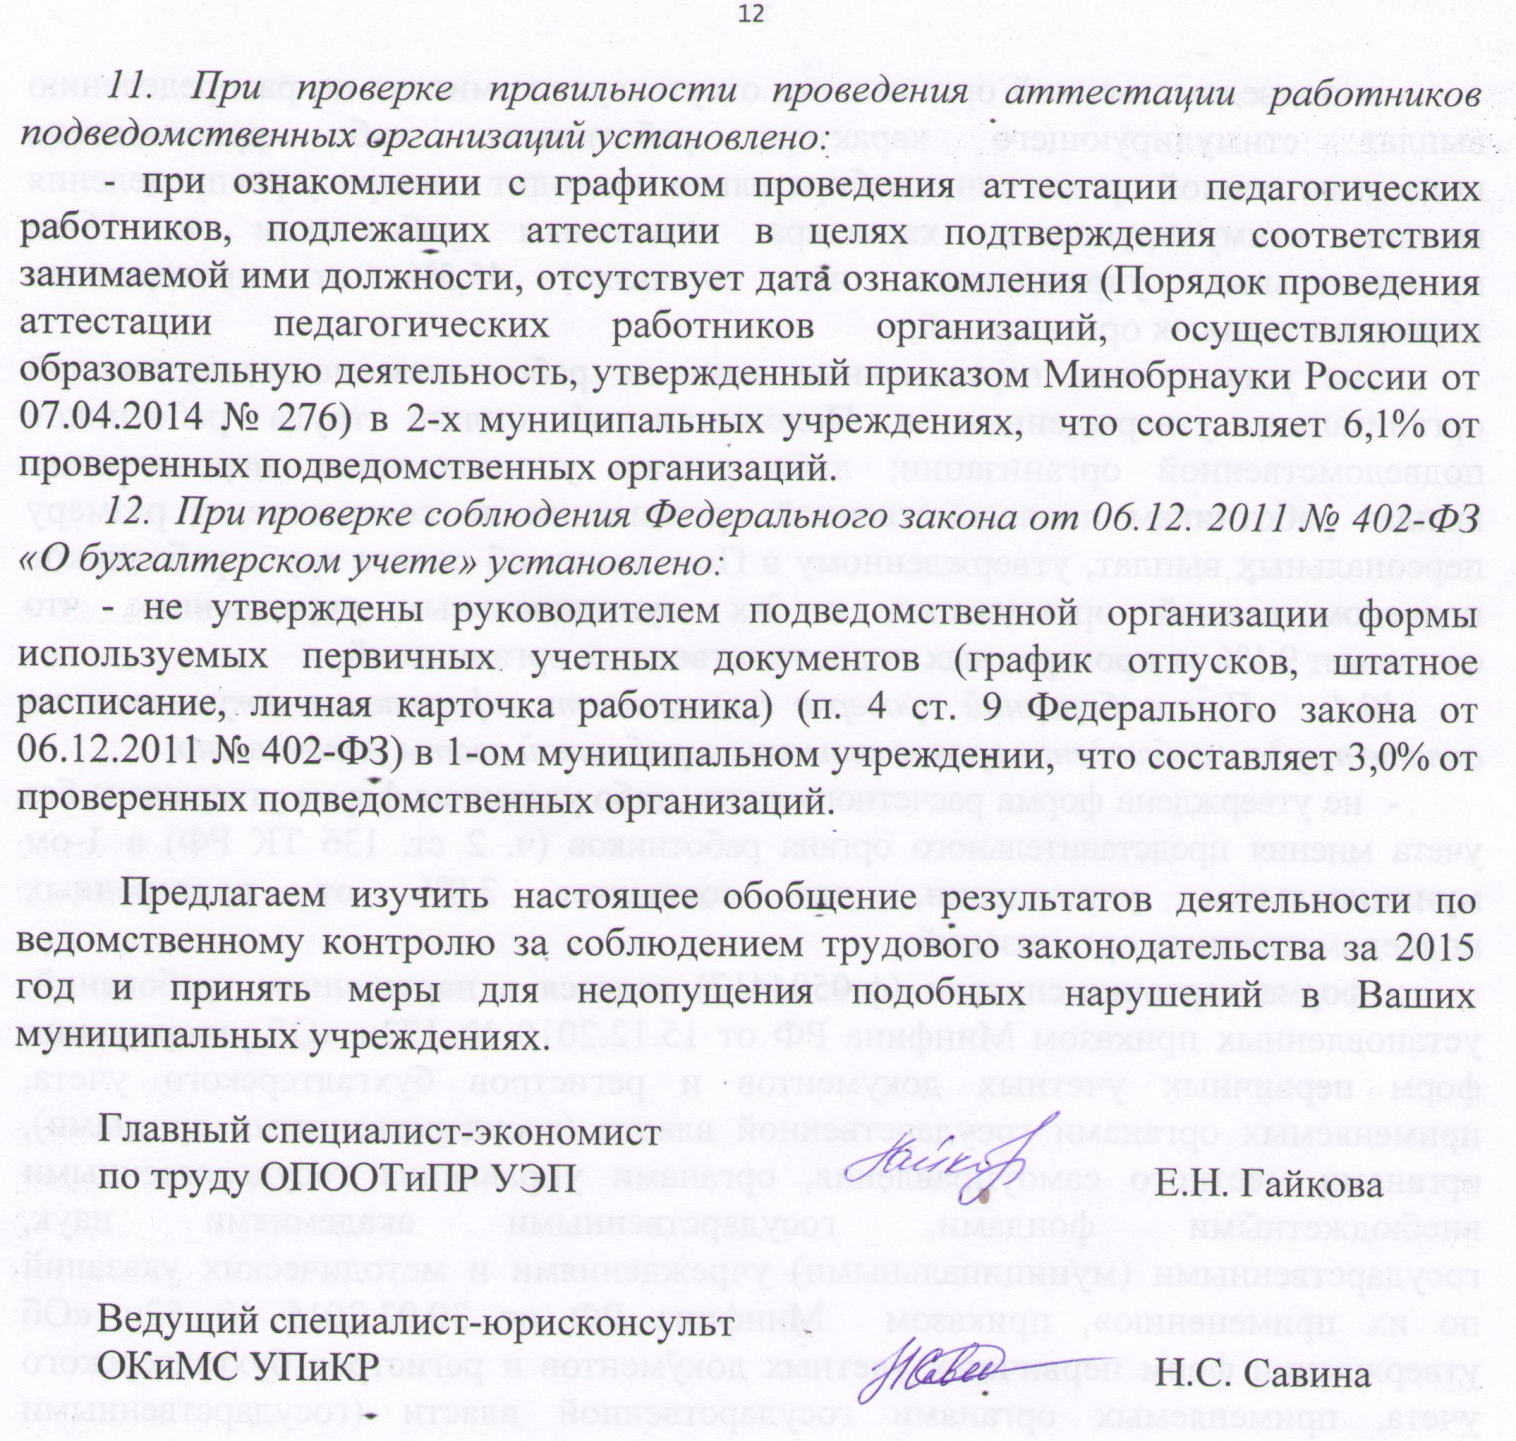 12
11. При проверке правильности проведения аттестации работников
подведомственных организаций установлено:
- при ознакомлении с графиком проведения аттестаций педагогических
работников, подлежащих аттестации в целях подтверждения соответствия
занимаемой ими должности, отсутствует дата ознакомления (Порядок проведения
аттестации педагогических работников организаций, осуществляющих
образовательную деятельность, утвержденный приказом Минобрнауки России от
07.04.2014 № 276) в 2-х муниципальных учреждениях, что составляет 6,1% от
проверенных подведомственных организаций.
12. При проверке соблюдения Федерального закона от 06.12.2011 № 402-ФЗ
«О бухгалтерском учете» установлено:
- не утверждены руководителем подведомственной организации формы
используемых первичных учетных документов (график отпусков, штатное
расписание, личная карточка работника) (п. 4 ст. 9 Федерального закона от
06.12.2011 № 402-ФЗ) в 1-ом муниципальном учреждении, что составляет 3,0% от
проверенных подведомственных организаций.
Предлагаем изучить настоящее обобщение результатов деятельности по
ведомственному контролю за соблюдением трудового законодательства за 2015
год и принять меры для недопущения подобных нарушений в Ваших
муниципальных учреждениях.
Главный специалист-экономист
по труду ОПООТиПР УЭП Е.Н. Гайкова
Ведущий специалист-юрисконсульт
ОКиМС УПиКР Н.С. Савина